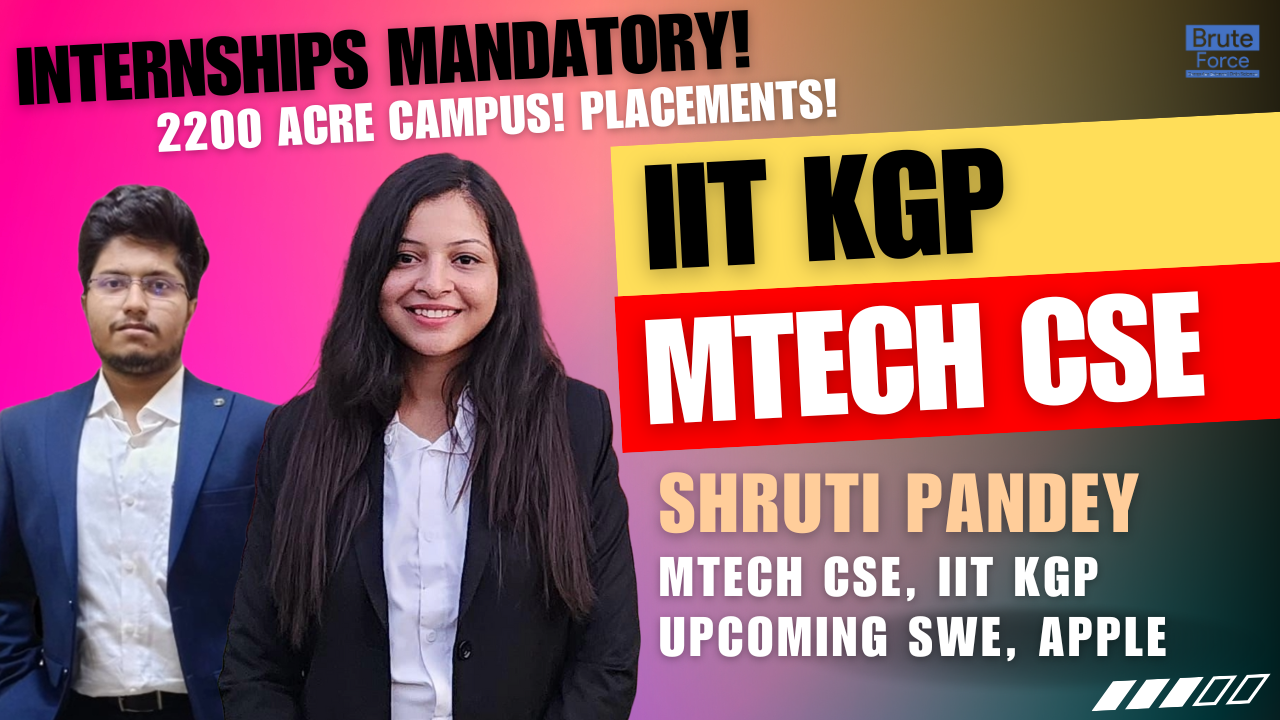 INTERNSHIPS MANDATORY!
2200 ACRE CAMPUS! PLACEMENTS!
Brute
Force
IIT KGP
MTECH CSE
SHRUTI PANDEY
MTECH CSE, IIT KGP
UPCOMING SWE, APPLE